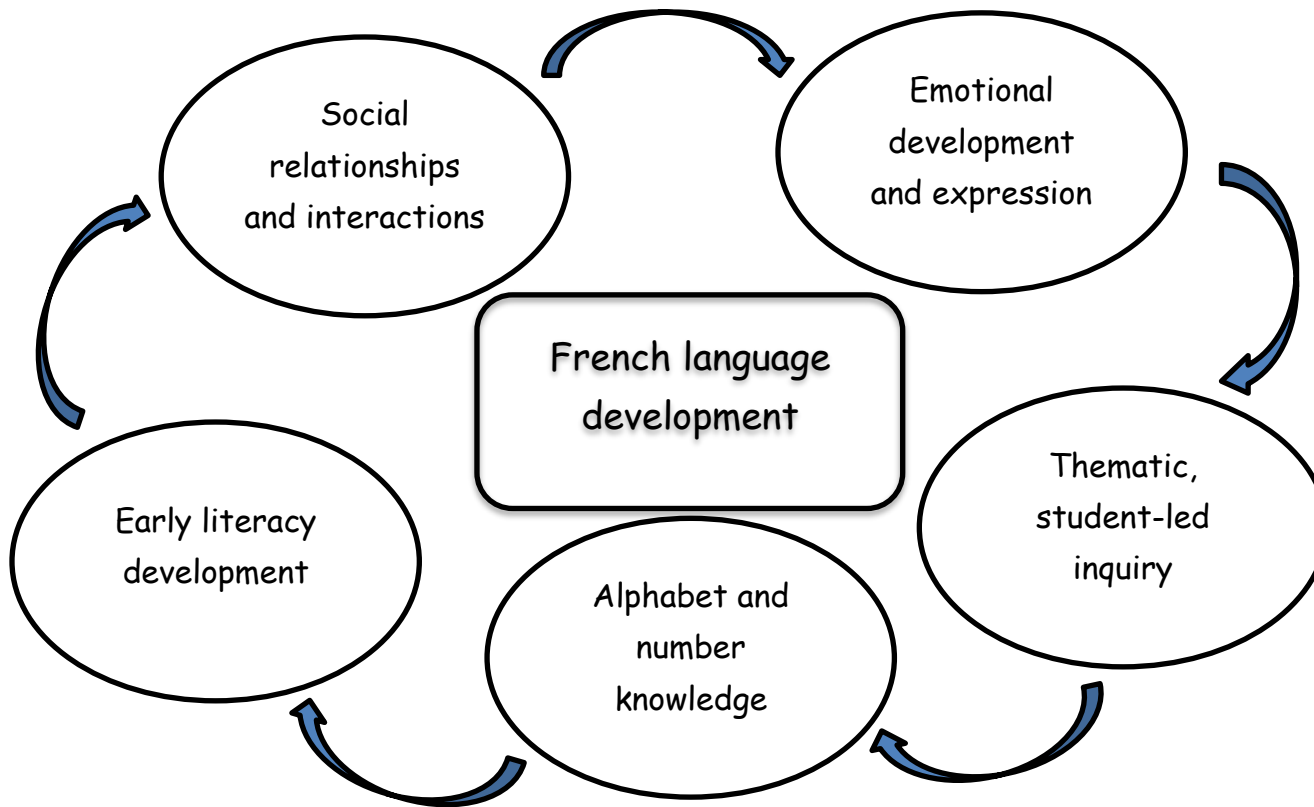 Social
relationships
and interactions
Emotional
development
and expression
French language
development
Thematic,
student-led
inquiry
Alphabet and
number
knowledge
Early literacy
development